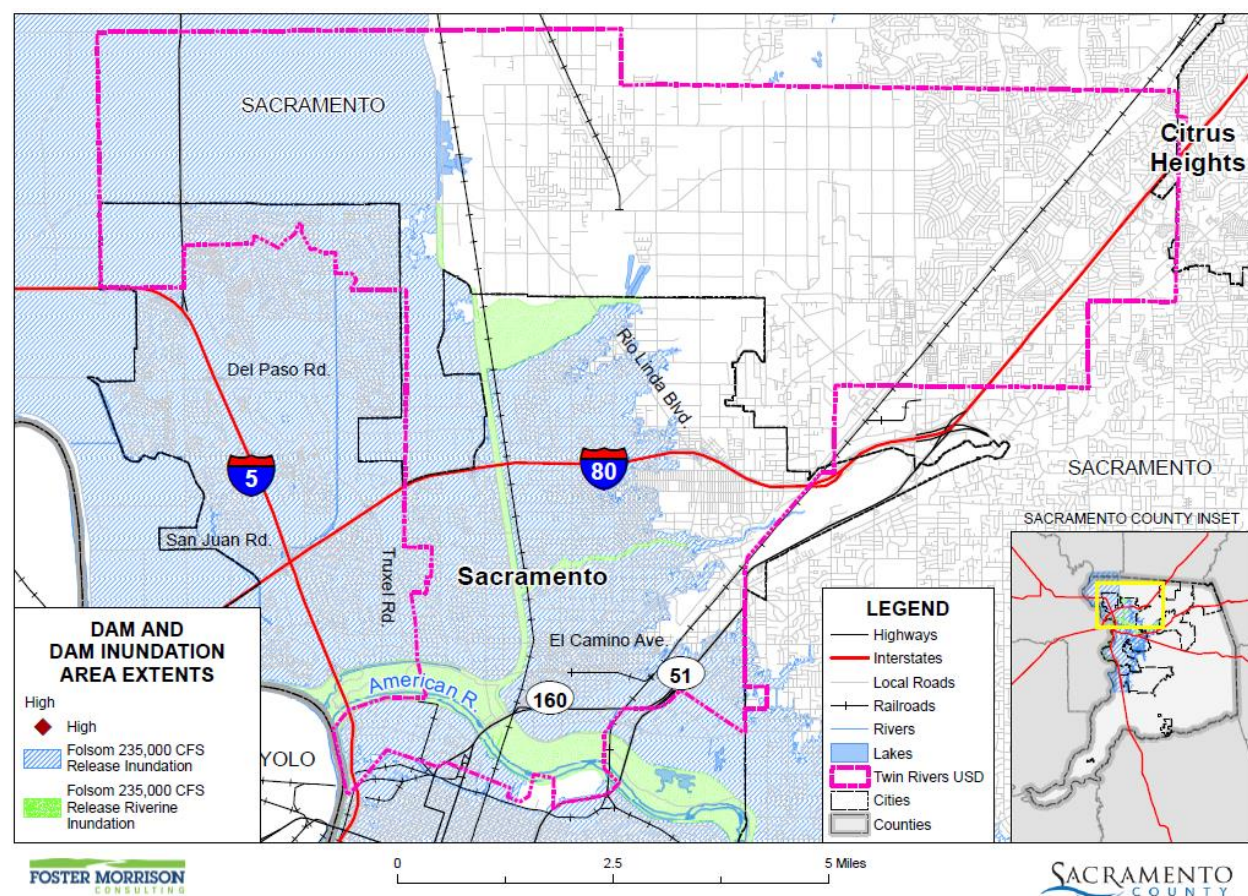 SACRAMENTO
Citrus
Heights
Del Paso Rd.
Rio Linda Blvd.
5
80
SACRAMENTO
San Juan Rd.
SACRAMENTO COUNTY INSET
Truxel Rd.
Sacramento
El Camino Ave.
American R.
160
51
YOLO
DAM AND
DAM INUNDATION
AREA EXTENTS
High
High
Folsom 235,000 CFS
Release Inundation
Folsom 235,000 CFS
Release Riverine
Inundation
LEGEND
Highways
Interstates
Local Roads
Railroads
Rivers
Lakes
Twin Rivers USD
Cities
Counties
FOSTER MORRISON
CONSULTING
0 2.5 5 Miles
SACRAMENTO
COUNTY